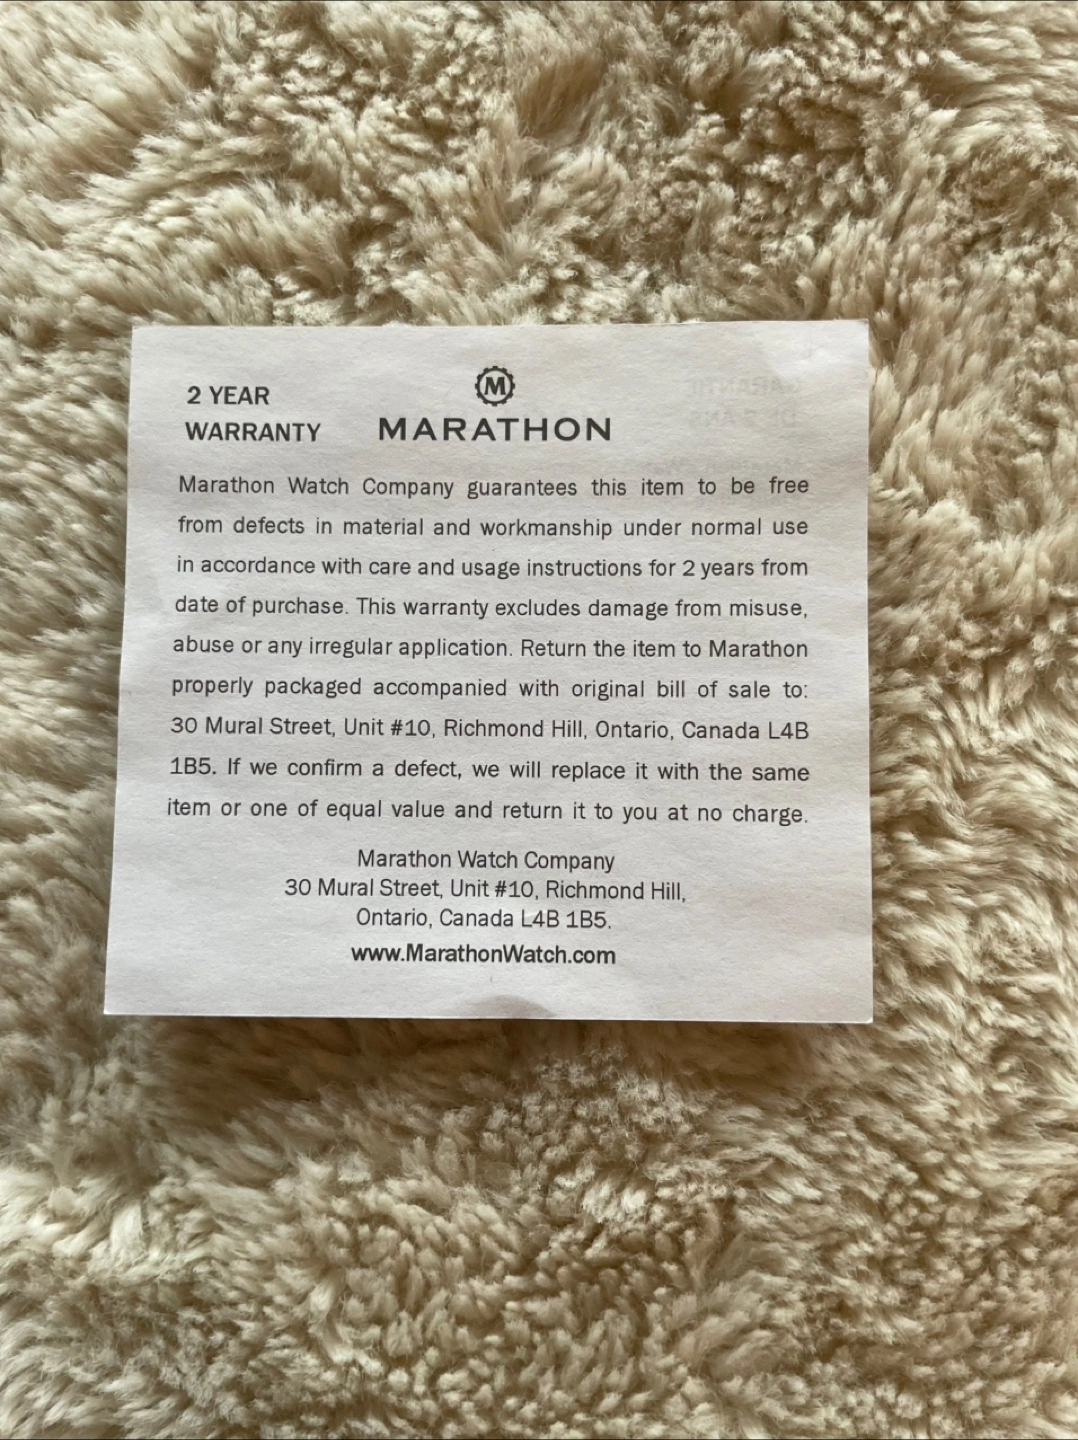 2 YEAR
WARRANTY
M
MARATHON
Marathon Watch Company guarantees this item to be free
from defects in material and workmanship under normal use
in accordance with care and usage instructions for 2 years from
date of purchase. This warranty excludes damage from misuse,
abuse or any irregular application. Return the item to Marathon
properly packaged accompanied with original bill of sale to:
30 Mural Street, Unit #10, Richmond Hill, Ontario, Canada L4B
1B5. If we confirm a defect, we will replace it with the same
item or one of equal value and return it to you at no charge.
Marathon Watch Company
30 Mural Street, Unit #10, Richmond Hill,
Ontario, Canada L4B 1B5.
www.MarathonWatch.com